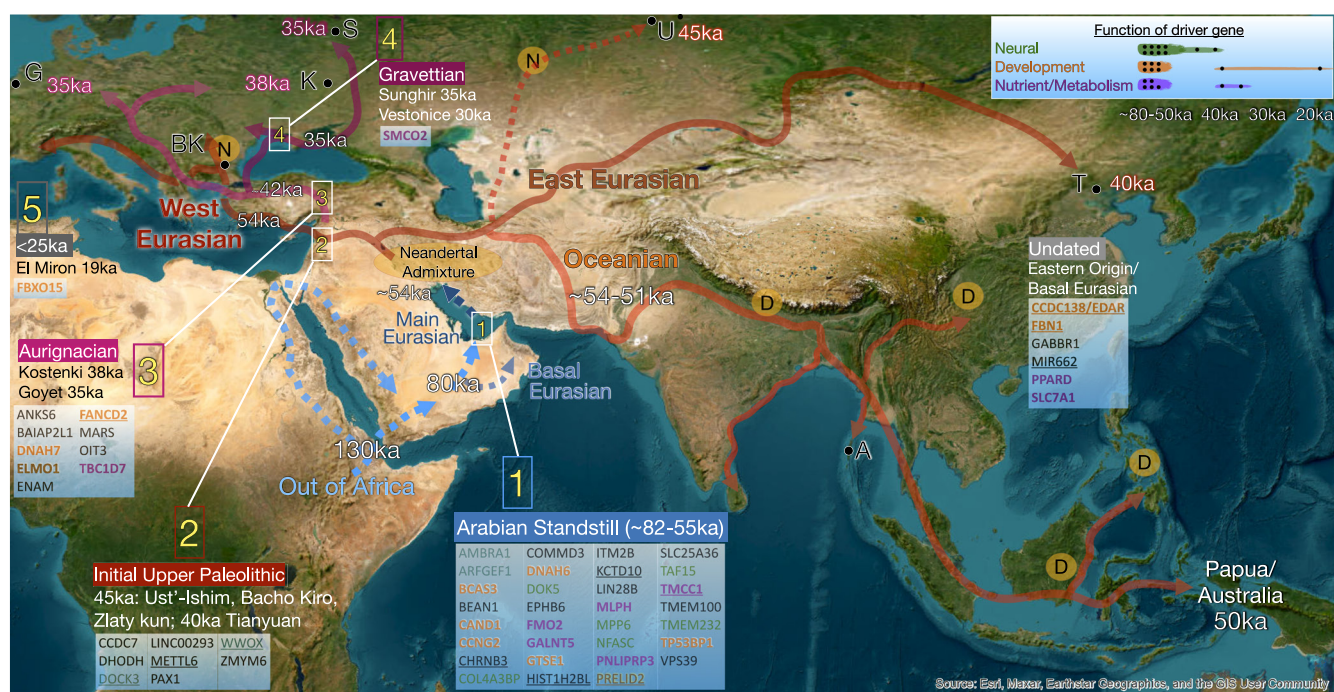 35ka S
4
U 45ka
N
Function of driver gene
Neural
Development
Nutrient/Metabolism
~80-50ka 40ka 30ka 20ka
G
35ka
38ka K
Gravettian
Sunghir 35ka
Vestonice 30ka
SMCO2
BK N
4
35ka
~42ka
3
54ka
West
Eurasian
2
East Eurasian
T 40ka
5
<25ka
El Miron 19ka
FBXO15
Neandertal
Admixture
~54ka
Oceanian
~54-51ka
Main
Eurasian
1
Basal
Eurasian
80ka
D
D
Undated
Eastern Origin/
Basal Eurasian
CCDC138/EDAR
FBN1
GABBR1
MIR662
PPARD
SLC7A1
Aurignacian
Kostenki 38ka
Goyet 35ka
3
ANKS6 FANCD2
BAIAP2L1 MARS
DNAH7 OIT3
ELMO1 TBC1D7
ENAM
130ka
Out of Africa
A
D
D
1
Arabian Standstill (~82-55ka)
AMBRA1 COMMD3 ITM2B SLC25A36
ARFGEF1 DNAH6 KCTD10 TAF15
BCAS3 DOK5 LIN28B TMCC1
BEAN1 EPHB6 MLPH TMEM100
CAND1 FMO2 MPP6 TMEM232
CCNG2 GALNT5 NFASC TP53BP1
CHRNB3 GTSE1 PNLIPRP3 VPS39
COL4A3BP HIST1H2BL PRELID2
2
Initial Upper Paleolithic
45ka: Ust'-Ishim, Bacho Kiro,
Zlaty kun; 40ka Tianyuan
CCDC7 LINC00293 WWOX
DHODH METTL6 ZMYM6
DOCK3 PAX1
Papua/
Australia
50ka
Source: Esri, Maxar, Earthstar Geographics, and the GIS User Community